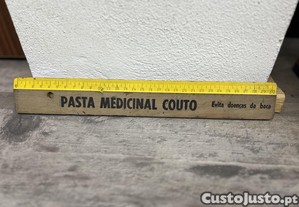 PASTA MEDICINAL COUTO Evita doenças da boca
CustoJusto.pt